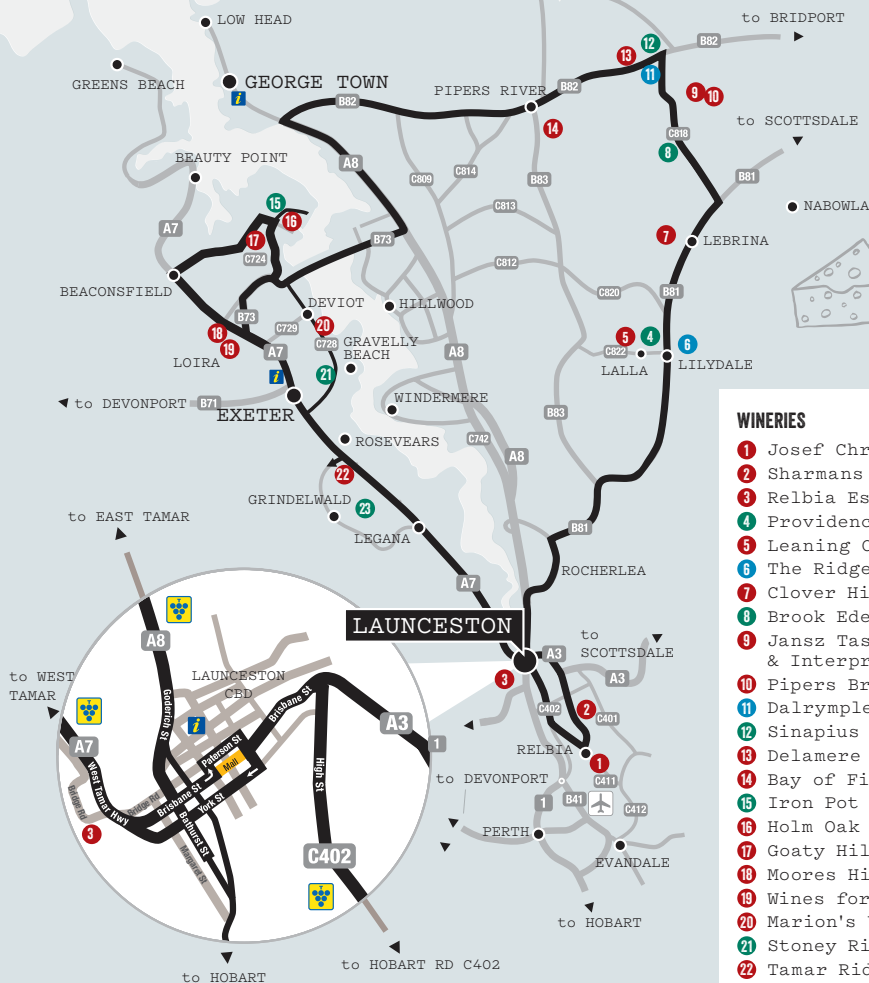 LOW HEAD
to BRIDPORT
GREENS BEACH
GEORGE TOWN
i
PIPERS RIVER
B82
B82
B82
12
13
11
9
10
14
to SCOTTSDALE
C818
8
BEAUTY POINT
A8
C809
C814
B83
B81
15
16
C813
NABOWLA
A7
17
C724
B73
7
LEBRINA
C812
BEACONSFIELD
DEVIOT
HILLWOOD
C820
B81
B73
C729
20
18
19
C728
GRAVELLY
BEACH
A7
A8
5
4
6
C822
LOIRA
LALLA
LILYDALE
i
21
to DEVONPORT
B71
EXETER
WINDERMERE
B83
ROSEVEARS
C742
A8
22
GRINDELWALD
23
LEGANA
B81
A7
ROCHERLEA
LAUNCESTON
to
SCOTTSDALE
A3
A3
3
C402
2
C401
RELBIA
1
to DEVONPORT
C411
1
B41
C412
PERTH
EVANDALE
to HOBART
to EAST TAMAR
A8
to WEST
TAMAR
LAUNCESTON
CBD
i
Goderich St
Brisbane St
A3
1
A7
Paterson St
Mall
West Tamar Hwy
Bridge Rd
Bridge Rd
Brisbane St
York St
High St
3
Bathurst St
Margaret St
C402
to HOBART
to HOBART RD C402
WINERIES
1 Josef Chr
2 Sharmans
3 Relbia Es
4 Providenc
5 Leaning C
6 The Ridge
7 Clover Hi
8 Brook Ede
9 Jansz Tas
& Interpr
10 Pipers Br
11 Dalrymple
12 Sinapius
13 Delamere
14 Bay of Fi
15 Iron Pot
16 Holm Oak
17 Goaty Hil
18 Moores Hi
19 Wines for
20 Marion's
21 Stoney Ri
22 Tamar Rid